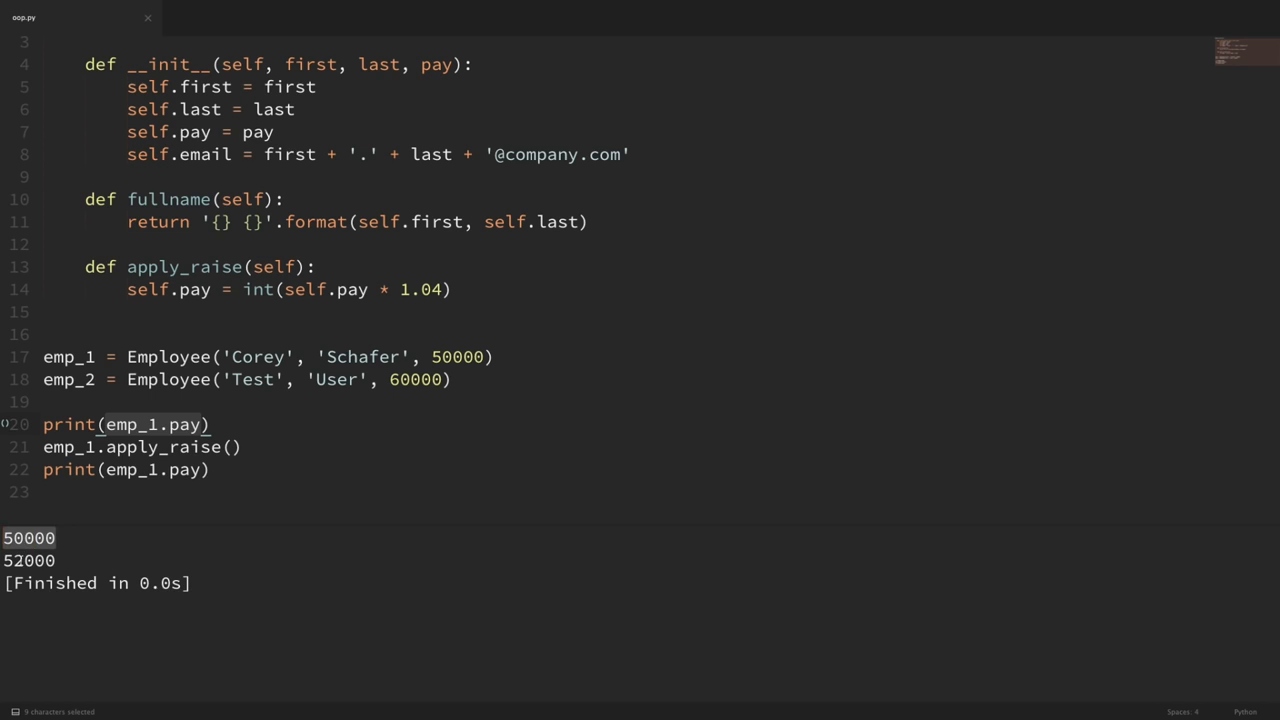 oop.py ×
3
4     def __init__(self, first, last, pay):
5         self.first = first
6         self.last = last
7         self.pay = pay
8         self.email = first + '.' + last + '@company.com'
9
10     def fullname(self):
11         return '{} {}'.format(self.first, self.last)
12
13     def apply_raise(self):
14         self.pay = int(self.pay * 1.04)
15
16
17 emp_1 = Employee('Corey', 'Schafer', 50000)
18 emp_2 = Employee('Test', 'User', 60000)
19
()20 print(emp_1.pay)
21 emp_1.apply_raise()
22 print(emp_1.pay)
23
50000
52000
[Finished in 0.0s]
9 characters selected Spaces: 4 Python